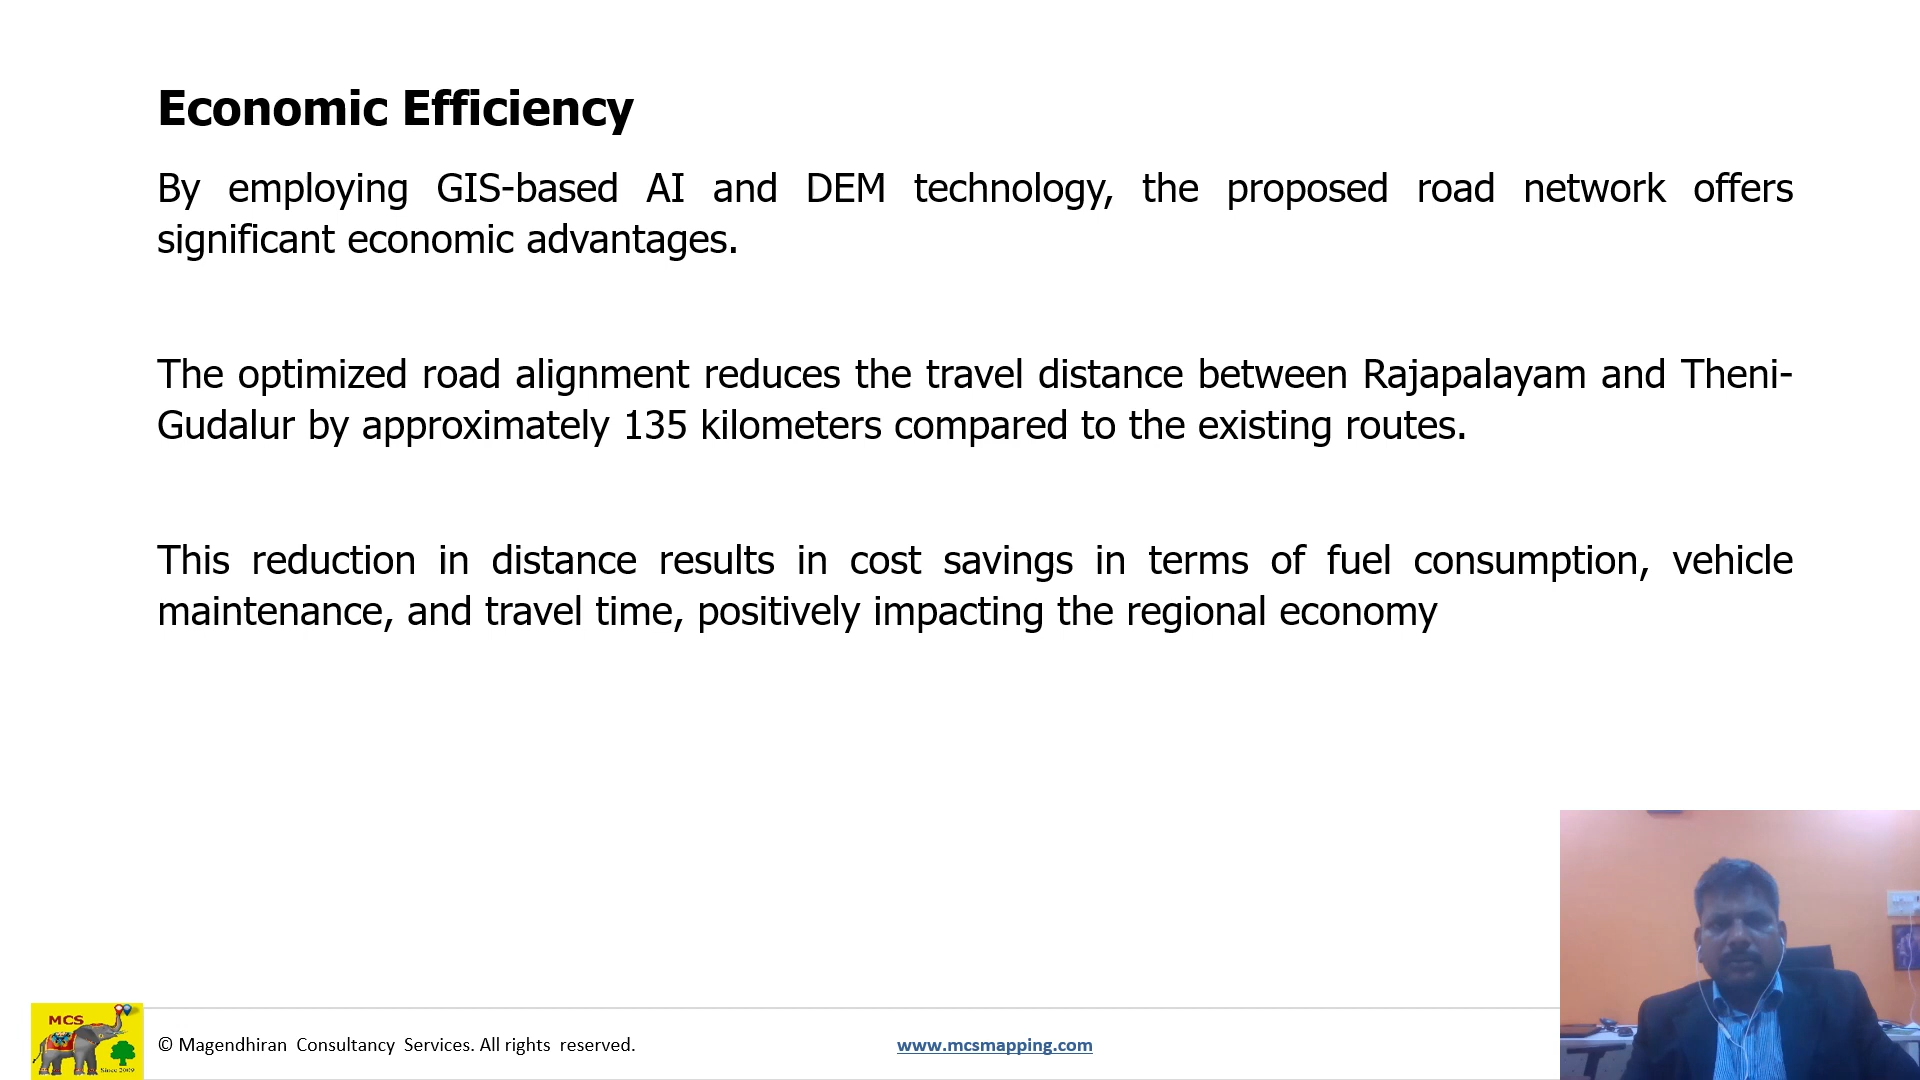 Economic Efficiency
By employing GIS-based AI and DEM technology, the proposed road network offers
significant economic advantages.
The optimized road alignment reduces the travel distance between Rajapalayam and Theni-
Gudalur by approximately 135 kilometers compared to the existing routes.
This reduction in distance results in cost savings in terms of fuel consumption, vehicle
maintenance, and travel time, positively impacting the regional economy
MCS
Since 2009
© Magendhiran Consultancy Services. All rights reserved.
www.mcsmapping.com